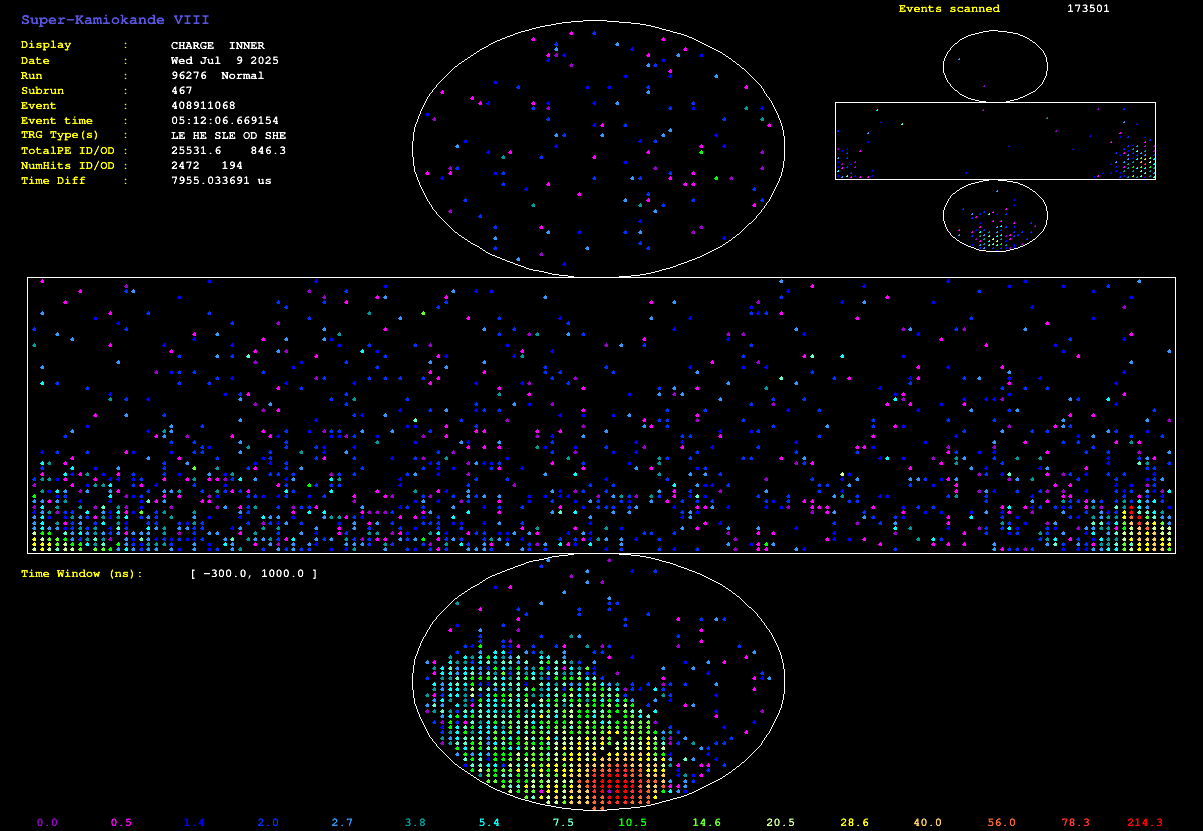 Super-Kamiokande VIII
Events scanned 173501
Display : CHARGE INNER
Date : Wed Jul 9 2025
Run : 96276 Normal
Subrun : 467
Event : 408911068
Event time : 05:12:06.669154
TRG Type(s) : LE HE SLE OD SHE
TotalPE ID/OD : 25531.6 846.3
NumHits ID/OD : 2472 194
Time Diff : 7955.033691 us
Time Window (ns): [ -300.0, 1000.0 ]
0.0 0.5 1.4 2.0 2.7 3.8 5.4 7.5 10.5 14.6 20.5 28.6 40.0 56.0 78.3 214.3